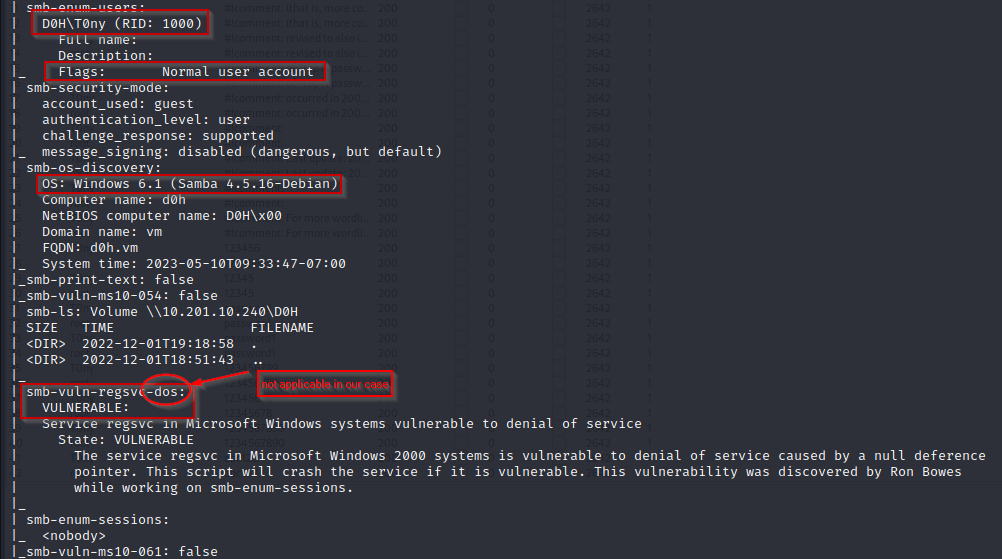 | smb-enum-users:
|   D0H\T0ny (RID: 1000)
|     Full name:
|     Description:
|_    Flags:       Normal user account
| smb-security-mode:
|   account_used: guest
|   authentication_level: user
|   challenge_response: supported
|_  message_signing: disabled (dangerous, but default)
| smb-os-discovery:
|   OS: Windows 6.1 (Samba 4.5.16-Debian)
|   Computer name: d0h
|   NetBIOS computer name: D0H\x00
|   Domain name: vm
|   FQDN: d0h.vm
|_  System time: 2023-05-10T09:33:47-07:00
|_smb-print-text: false
|_smb-vuln-ms10-054: false
| smb-ls: Volume \\10.201.10.240\D0H
| SIZE   TIME                 FILENAME
| <DIR>  2022-12-01T19:18:58  .
| <DIR>  2022-12-01T18:51:43  ..
|_
| smb-vuln-regsvc-dos:
not applicable in our case
|   VULNERABLE:
|   Service regsvc in Microsoft Windows systems vulnerable to denial of service
|     State: VULNERABLE
|       The service regsvc in Microsoft Windows 2000 systems is vulnerable to denial of service caused by a null deference
|       pointer. This script will crash the service if it is vulnerable. This vulnerability was discovered by Ron Bowes
|       while working on smb-enum-sessions.
|_
| smb-enum-sessions:
|_  <nobody>
|_smb-vuln-ms10-061: false